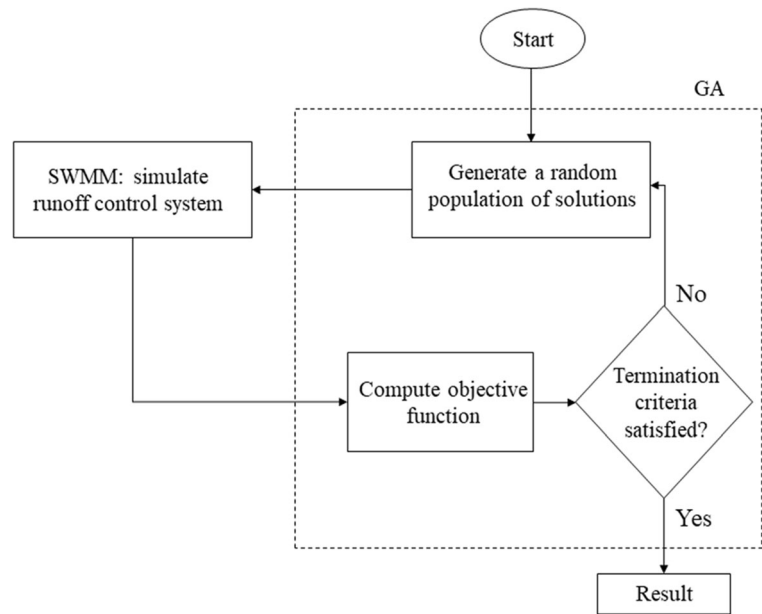 Start
GA
SWMM: simulate
runoff control system
Generate a random
population of solutions
No
Compute objective
function
Termination
criteria
satisfied?
Yes
Result